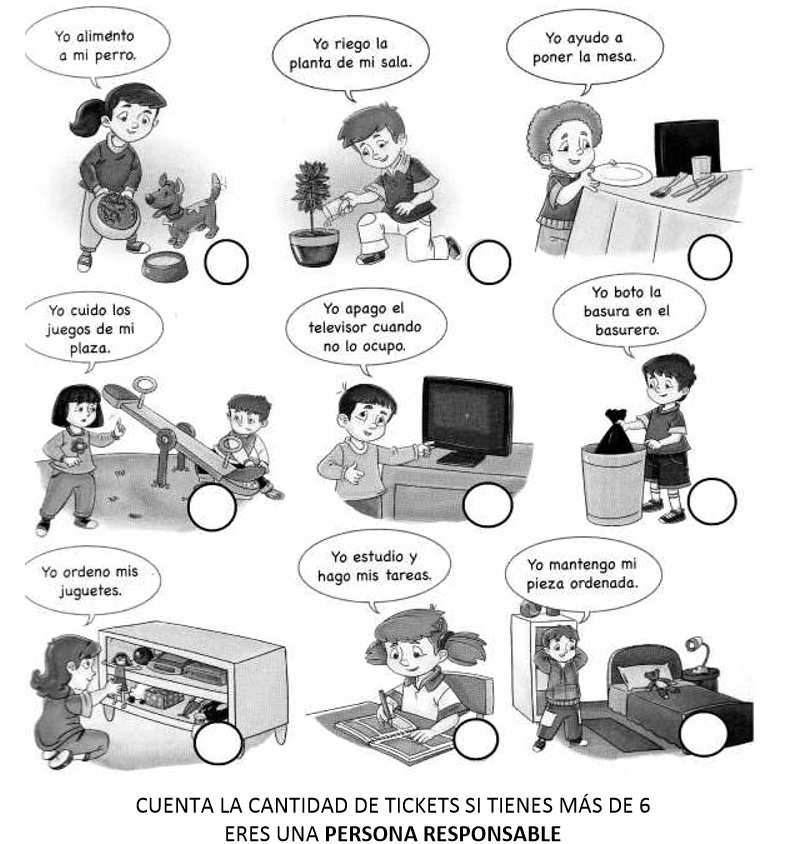 Yo alimento
a mi perro.
Yo riego la
planta de mi sala.
Yo ayudo a
poner la mesa.
Yo cuido los
juegos de mi
plaza.
Yo apago el
televisor cuando
no lo ocupo.
Yo boto la
basura en el
basurero.
Yo ordeno mis
juguetes.
Yo estudio y
hago mis tareas.
Yo mantengo mi
pieza ordenada.
CUENTA LA CANTIDAD DE TICKETS SI TIENES MÁS DE 6
ERES UNA PERSONA RESPONSABLE